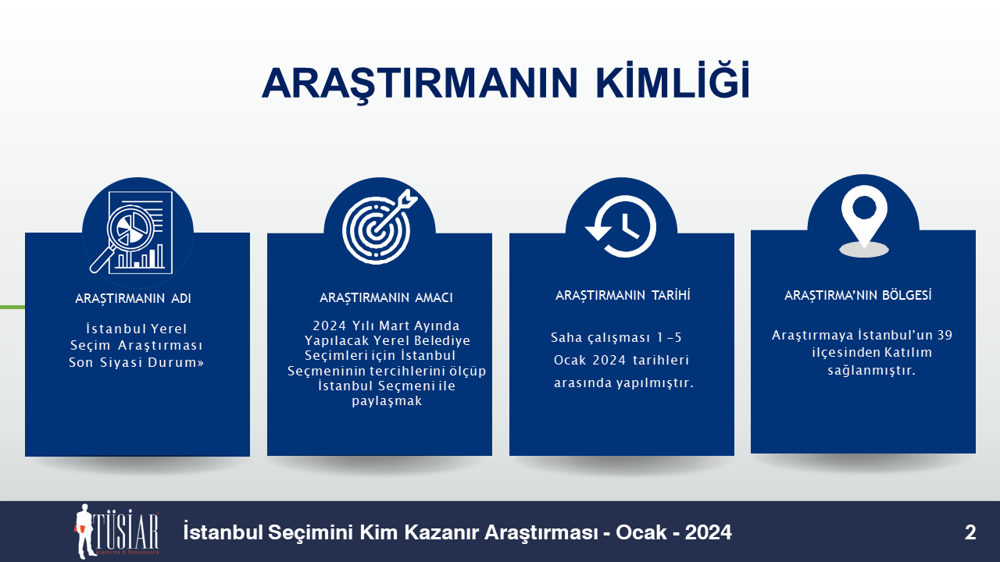 ARAŞTIRMANIN KİMLİĞİ
ARAŞTIRMANIN ADI
İstanbul Yerel
Seçim Araştırması
Son Siyasi Durum»
ARAŞTIRMANIN AMACI
2024 Yılı Mart Ayında
Yapılacak Yerel Belediye
Seçimleri için İstanbul
Seçmeninin tercihlerini ölçüp
İstanbul Seçmeni ile
paylaşmak
ARAŞTIRMANIN TARİHİ
Saha çalışması 1-5
Ocak 2024 tarihleri
arasında yapılmıştır.
ARAŞTIRMA’NIN BÖLGESİ
Araştırmaya İstanbul’un 39
ilçesinden Katılım
sağlanmıştır.
TÜSİAR
Araştırma & Danışmanlık
İstanbul Seçimini Kim Kazanır Araştırması - Ocak - 2024
2